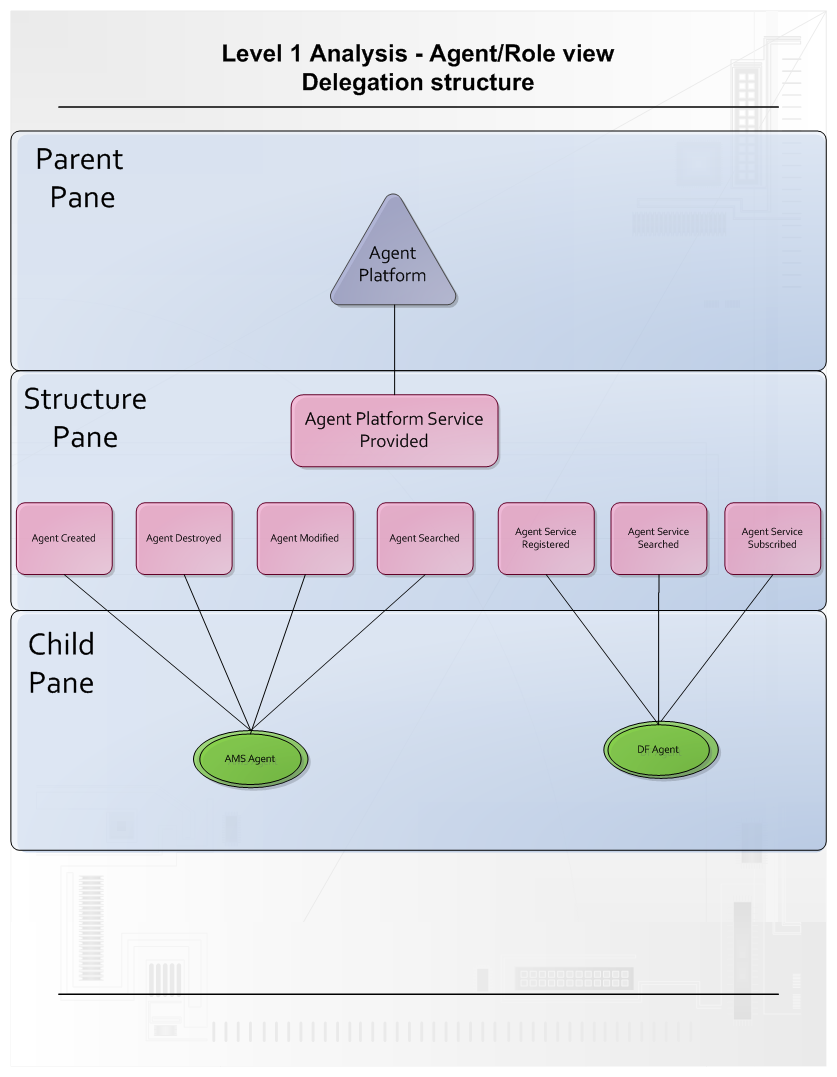 Level 1 Analysis - Agent/Role view
Delegation structure
Parent
Pane
Agent
Platform
Structure
Pane
Agent Platform Service
Provided
Agent Created
Agent Destroyed
Agent Modified
Agent Searched
Agent Service
Registered
Agent Service
Searched
Agent Service
Subscribed
Child
Pane
AMS Agent
DF Agent